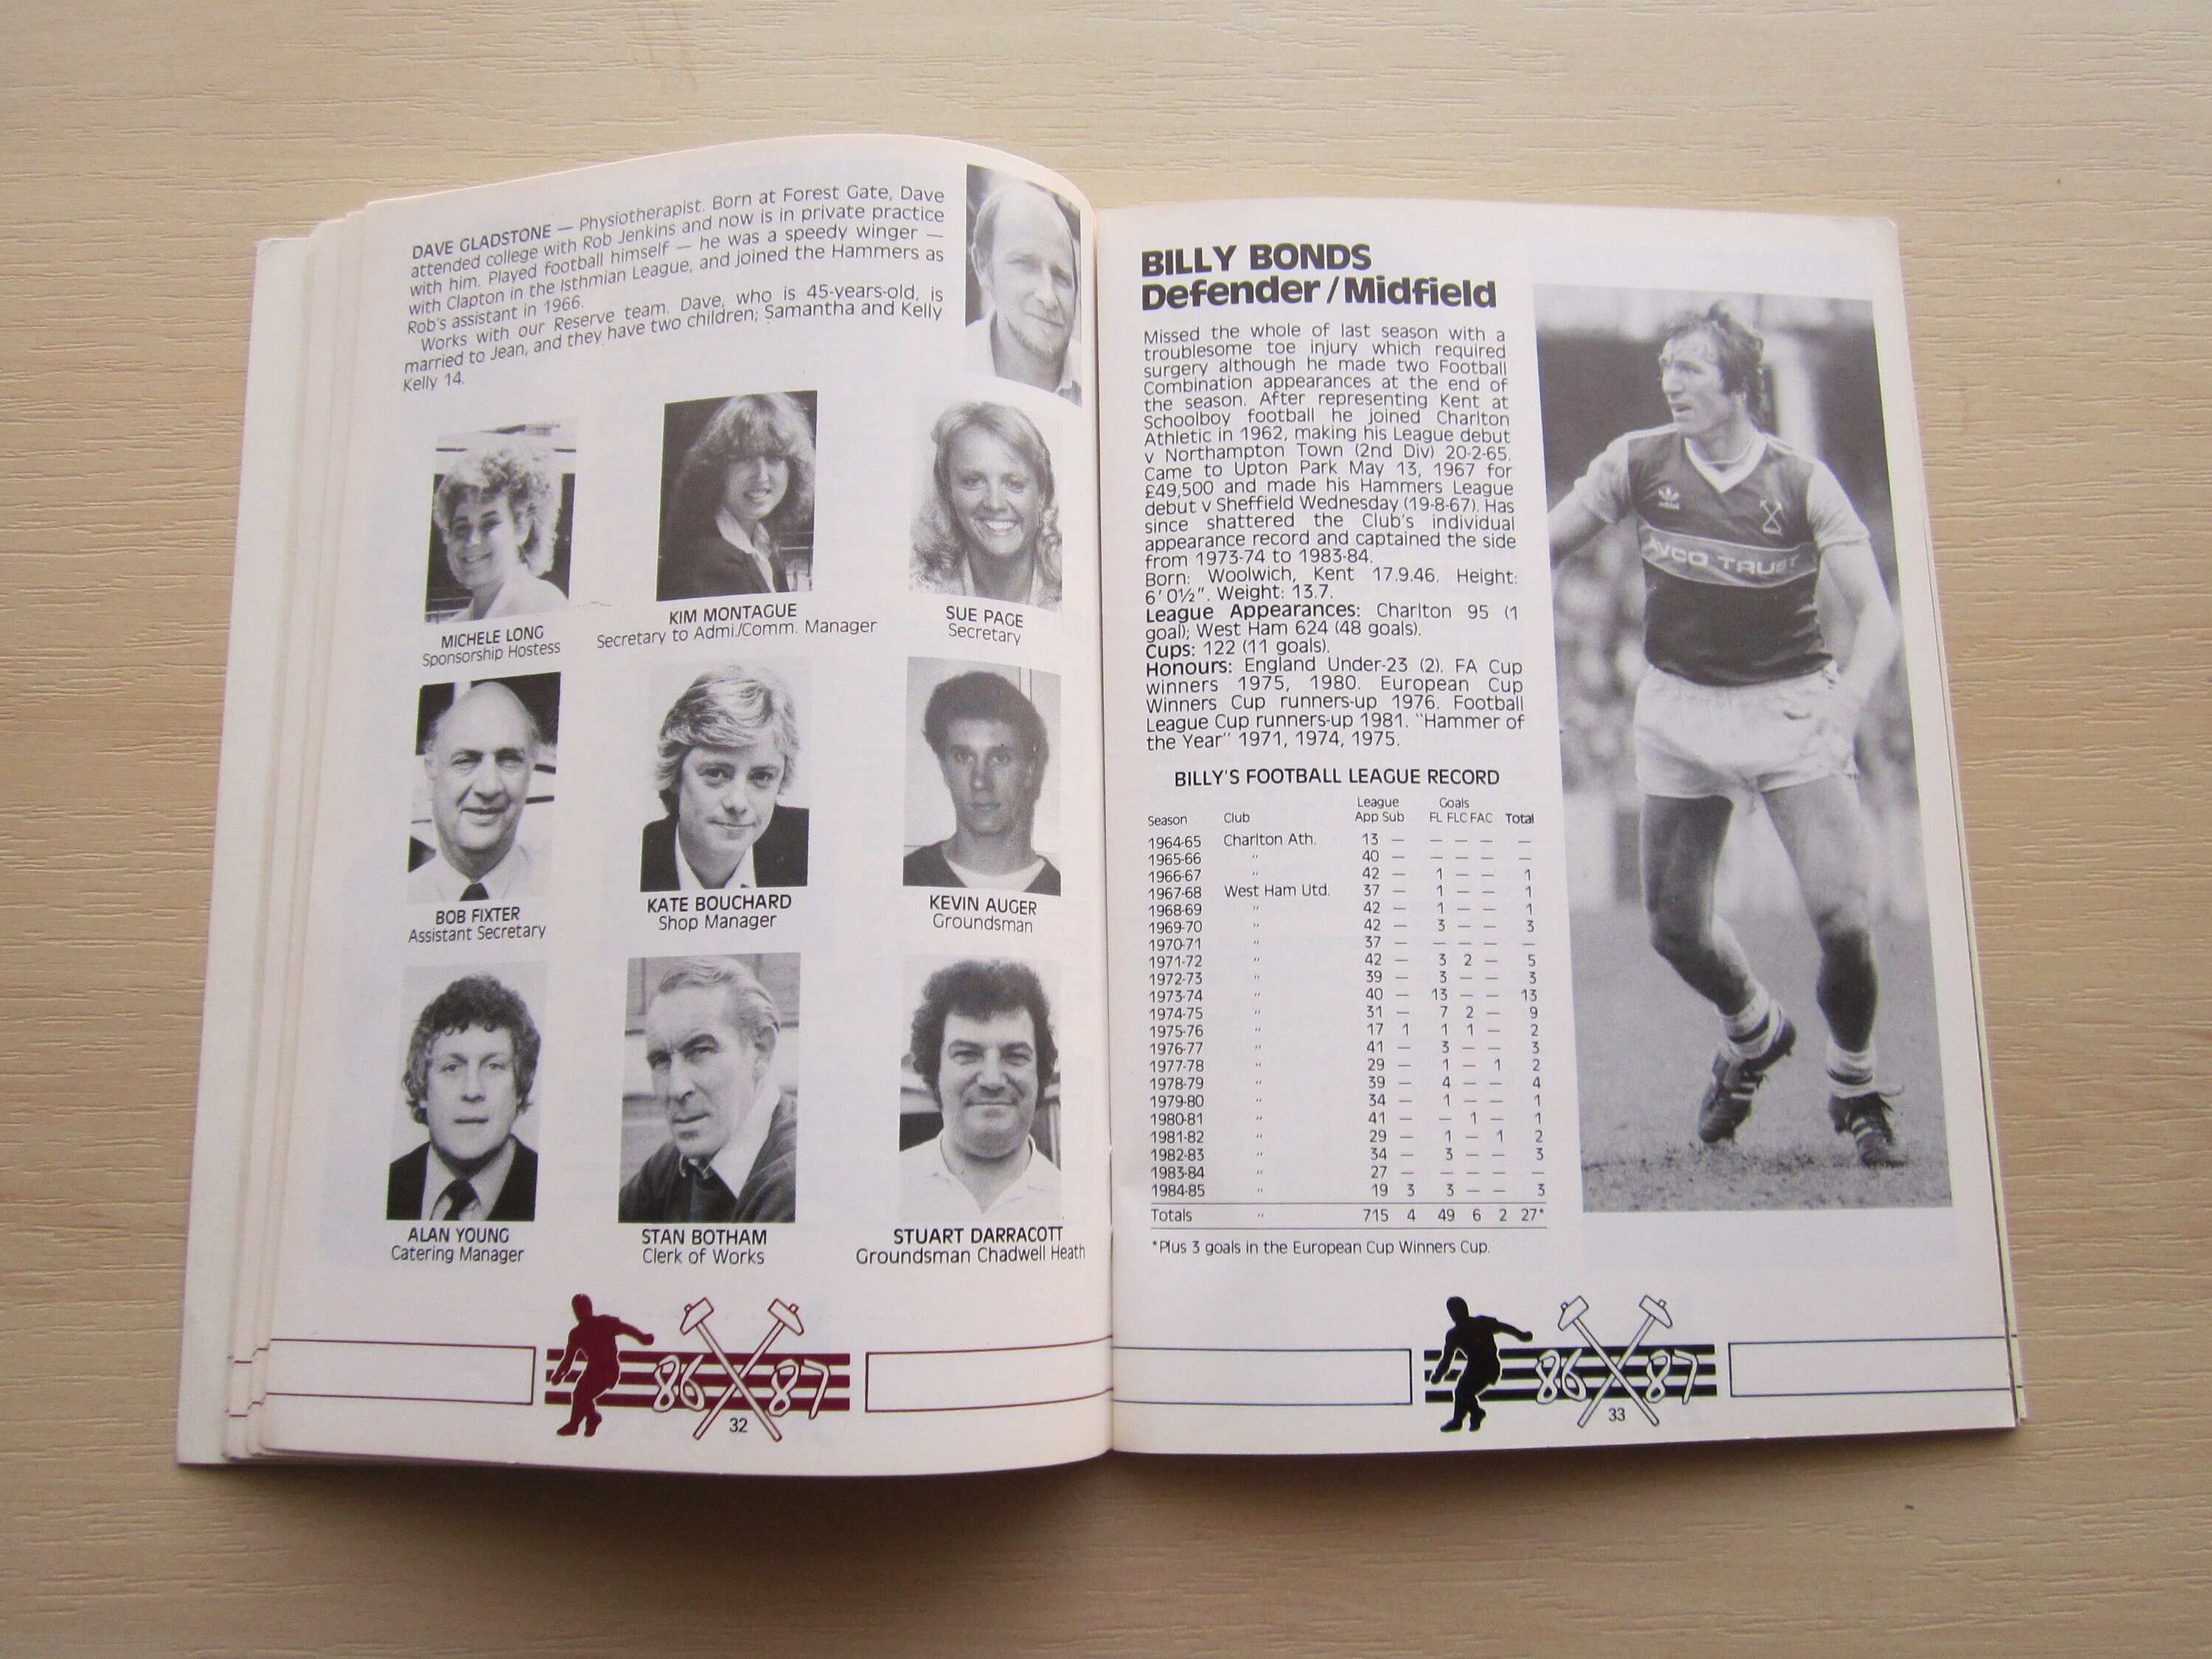 DAVE GLADSTONE — Physiotherapist. Born at Forest Gate, Dave
attended college with Rob Jenkins and now is in private practice
with him. Played football himself — he was a speedy winger —
with Clapton in the Isthmian League, and joined the Hammers as
Rob's assistant in 1966.
Works with our Reserve team. Dave, who is 45-years-old, is
married to Jean, and they have two children; Samantha and Kelly
Kelly 14.
MICHELE LONG
Sponsorship Hostess
KIM MONTAGUE
Secretary to Admi./Comm. Manager
SUE PAGE
Secretary
BOB FIXTER
Assistant Secretary
KATE BOUCHARD
Shop Manager
KEVIN AUGER
Groundsman
ALAN YOUNG
Catering Manager
STAN BOTHAM
Clerk of Works
STUART DARRACOTT
Groundsman Chadwell Heath
86 87
32
BILLY BONDS
Defender/Midfield
Missed the whole of last season with a
troublesome toe injury which required
surgery although he made two Football
Combination appearances at the end of
the season. After representing Kent at
Schoolboy football he joined Charlton
Athletic in 1962, making his League debut
v Northampton Town (2nd Div) 20-2-65.
Came to Upton Park May 13, 1967 for
£49,500 and made his Hammers League
debut v Sheffield Wednesday (19-8-67). Has
since shattered the Club's individual
appearance record and captained the side
from 1973-74 to 1983-84.
Born: Woolwich, Kent 17.9.46. Height:
6' 0½". Weight: 13.7.
League Appearances: Charlton 95 (1
goal); West Ham 624 (48 goals).
Cups: 122 (11 goals).
Honours: England Under-23 (2). FA Cup
winners 1975, 1980. European Cup
Winners Cup runners-up 1976. Football
League Cup runners-up 1981. "Hammer of
the Year" 1971, 1974, 1975.
BILLY'S FOOTBALL LEAGUE RECORD
League Goals
Season Club App Sub FL FLC FAC Total
1964-65 Charlton Ath. 13 — — — — —
1965-66 " 40 — — — — —
1966-67 " 42 — 1 — — 1
1967-68 West Ham Utd. 37 — 1 — — 1
1968-69 " 42 — 1 — — 1
1969-70 " 42 — 3 — — 3
1970-71 " 37 — — — — —
1971-72 " 42 — 3 2 — 5
1972-73 " 39 — 3 — — 3
1973-74 " 40 — 13 — — 13
1974-75 " 31 — 7 2 — 9
1975-76 " 17 1 1 1 — 2
1976-77 " 41 — 3 — — 3
1977-78 " 29 — 1 — 1 2
1978-79 " 39 — 4 — — 4
1979-80 " 34 — 1 — — 1
1980-81 " 41 — — 1 — 1
1981-82 " 29 — 1 — 1 2
1982-83 " 34 — 3 — — 3
1983-84 " 27 — — — — —
1984-85 " 19 3 3 — — 3
Totals " 715 4 49 6 2 27*
*Plus 3 goals in the European Cup Winners Cup.
AVCO TRUST
86 87
33